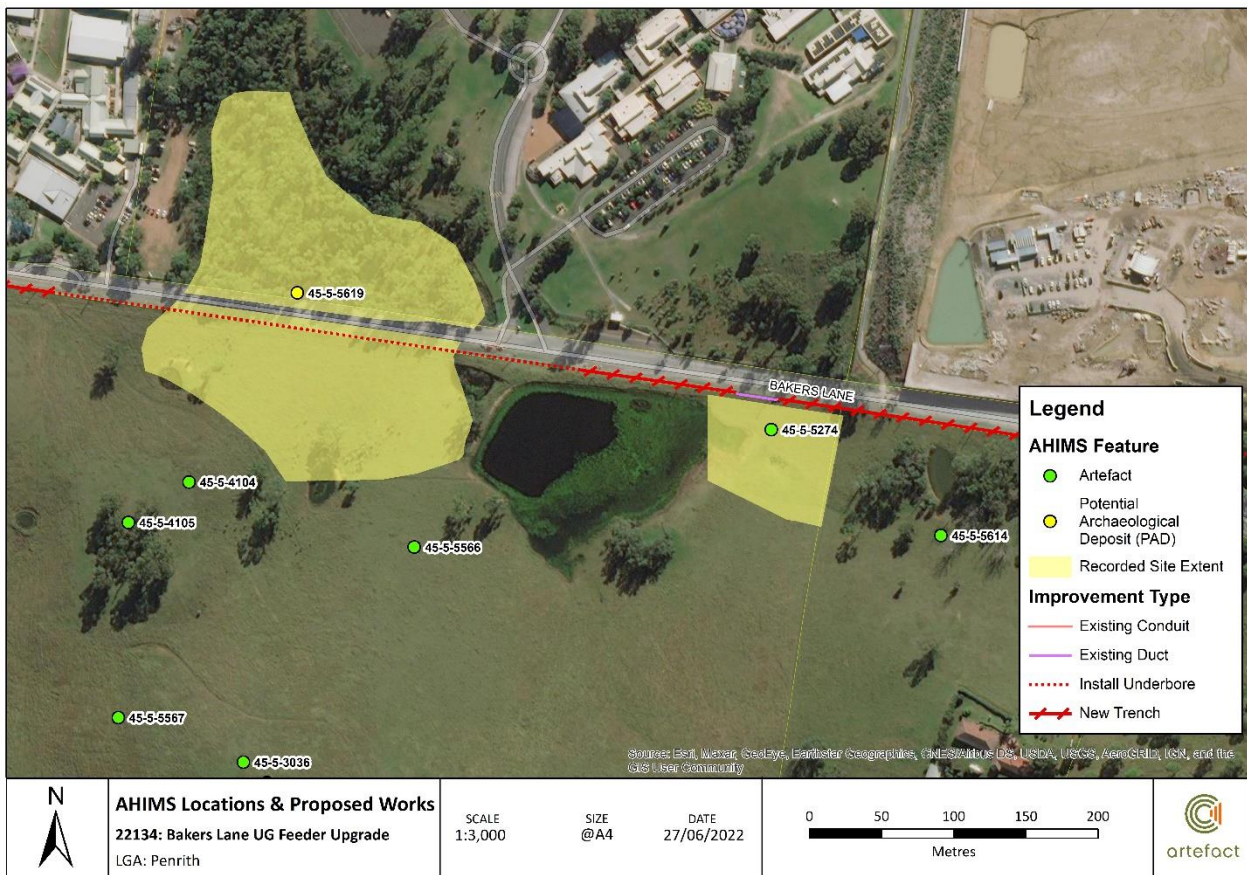 45-5-5619
BAKERS LANE
45-5-5274
45-5-4104
45-5-4105
45-5-5566
45-5-5614
45-5-5567
45-5-3036
Legend
AHIMS Feature
Artefact
Potential
Archaeological
Deposit (PAD)
Recorded Site Extent
Improvement Type
Existing Conduit
Existing Duct
Install Underbore
New Trench
Source: Esri, Maxar, GeoEye, Earthstar Geographics, CNES/Airbus DS, USDA, USGS, AeroGRID, IGN, and the
GIS User Community
N
AHIMS Locations & Proposed Works
22134: Bakers Lane UG Feeder Upgrade
LGA: Penrith
SCALE
1:3,000
SIZE
@A4
DATE
27/06/2022
0 50 100 150 200
Metres
artefact